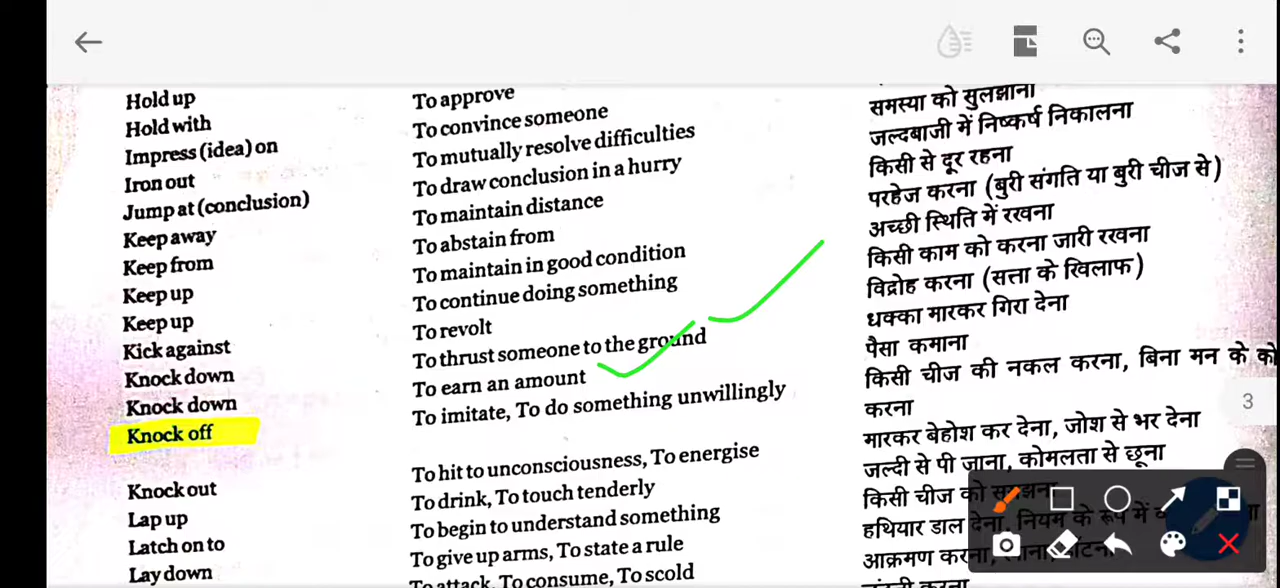 Hold up
Hold with
Impress (idea) on
Iron out
Jump at (conclusion)
Keep away
Keep from
Keep up
Keep up
Kick against
Knock down
Knock down
Knock off
Knock out
Lap up
Latch on to
Lay down
To approve
To convince someone
To mutually resolve difficulties
To draw conclusion in a hurry
To maintain distance
To abstain from
To maintain in good condition
To continue doing something
To revolt
To thrust someone to the ground
To earn an amount
To imitate, To do something unwillingly
To hit to unconsciousness, To energise
To drink, To touch tenderly
To begin to understand something
To give up arms, To state a rule
To attack, To consume, To scold
समस्या को सुलझाना
जल्दबाजी में निष्कर्ष निकालना
किसी से दूर रहना
परहेज करना (बुरी संगति या बुरी चीज से)
अच्छी स्थिति में रखना
किसी काम को करना जारी रखना
विद्रोह करना (सत्ता के खिलाफ)
धक्का मारकर गिरा देना
पैसा कमाना
किसी चीज की नकल करना, बिना मन के को
करना
मारकर बेहोश कर देना, जोश से भर देना
जल्दी से पी जाना, कोमलता से छूना
किसी चीज को समझना
हथियार डाल देना, नियम के रूप में
आक्रमण करना, खाना, डाँटना
3